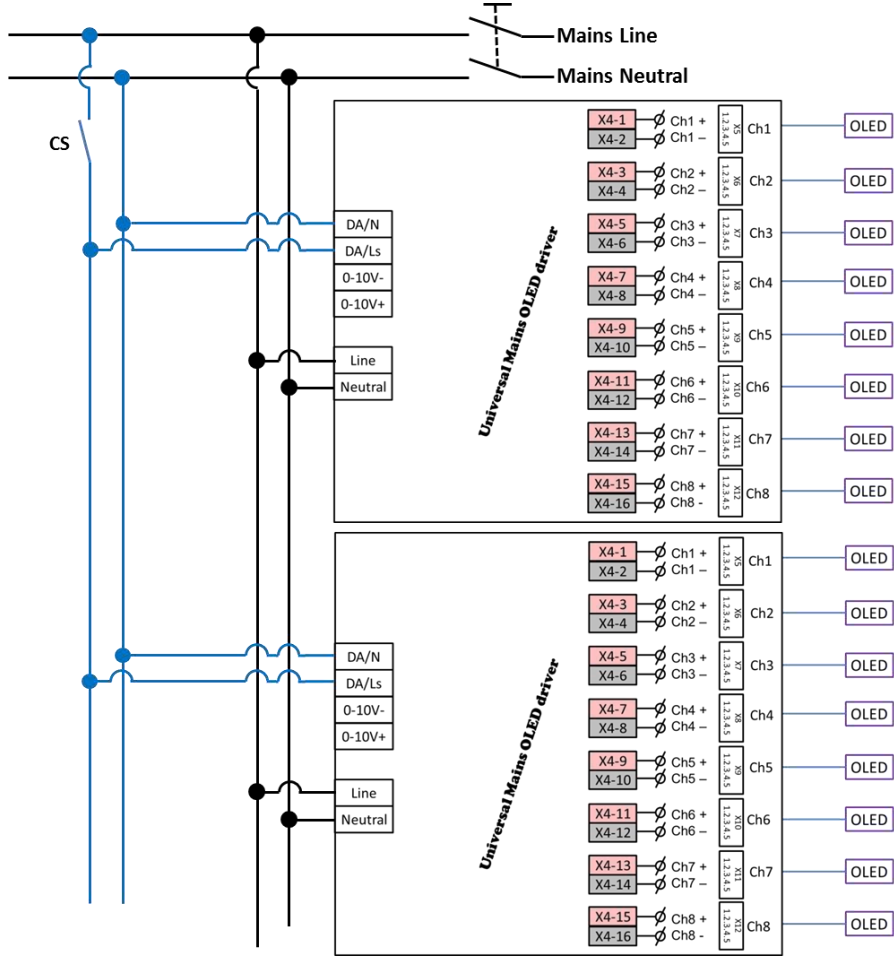 Mains Line
Mains Neutral
CS
DA/N
DA/Ls
0-10V-
0-10V+
Line
Neutral
Universal Mains OLED driver
X4-1 Ch1 +
X4-2 Ch1 –
1.2.3.4.5 X5 Ch1 OLED
X4-3 Ch2 +
X4-4 Ch2 –
1.2.3.4.5 X6 Ch2 OLED
X4-5 Ch3 +
X4-6 Ch3 –
1.2.3.4.5 X7 Ch3 OLED
X4-7 Ch4 +
X4-8 Ch4 –
1.2.3.4.5 X8 Ch4 OLED
X4-9 Ch5 +
X4-10 Ch5 –
1.2.3.4.5 X9 Ch5 OLED
X4-11 Ch6 +
X4-12 Ch6 –
1.2.3.4.5 X10 Ch6 OLED
X4-13 Ch7 +
X4-14 Ch7 –
1.2.3.4.5 X11 Ch7 OLED
X4-15 Ch8 +
X4-16 Ch8 -
1.2.3.4.5 X12 Ch8 OLED
DA/N
DA/Ls
0-10V-
0-10V+
Line
Neutral
Universal Mains OLED driver
X4-1 Ch1 +
X4-2 Ch1 –
1.2.3.4.5 X5 Ch1 OLED
X4-3 Ch2 +
X4-4 Ch2 –
1.2.3.4.5 X6 Ch2 OLED
X4-5 Ch3 +
X4-6 Ch3 –
1.2.3.4.5 X7 Ch3 OLED
X4-7 Ch4 +
X4-8 Ch4 –
1.2.3.4.5 X8 Ch4 OLED
X4-9 Ch5 +
X4-10 Ch5 –
1.2.3.4.5 X9 Ch5 OLED
X4-11 Ch6 +
X4-12 Ch6 –
1.2.3.4.5 X10 Ch6 OLED
X4-13 Ch7 +
X4-14 Ch7 –
1.2.3.4.5 X11 Ch7 OLED
X4-15 Ch8 +
X4-16 Ch8 -
1.2.3.4.5 X12 Ch8 OLED